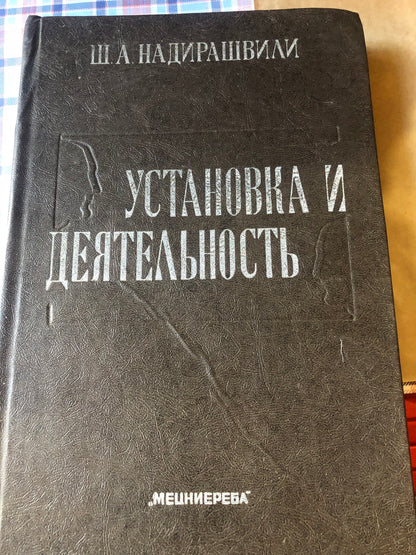 Ш. А. НАДИРАШВИЛИ
УСТАНОВКА И
ДЕЯТЕЛЬНОСТЬ
„МЕЦНИЕРЕБА"